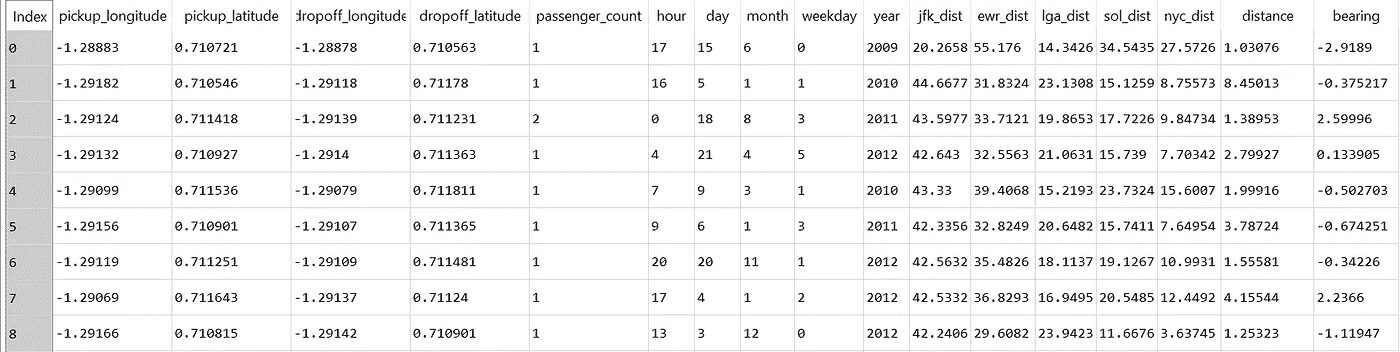 Index pickup_longitude pickup_latitude dropoff_longitude dropoff_latitude passenger_count hour day month weekday year jfk_dist ewr_dist lga_dist sol_dist nyc_dist distance bearing
0 -1.28883 0.710721 -1.28878 0.710563 1 17 15 6 0 2009 20.2658 55.176 14.3426 34.5435 27.5726 1.03076 -2.9189
1 -1.29182 0.710546 -1.29118 0.71178 1 16 5 1 1 2010 44.6677 31.8324 23.1308 15.1259 8.75573 8.45013 -0.375217
2 -1.29124 0.711418 -1.29139 0.711231 2 0 18 8 3 2011 43.5977 33.7121 19.8653 17.7226 9.84734 1.38953 2.59996
3 -1.29132 0.710927 -1.2914 0.711363 1 4 21 4 5 2012 42.643 32.5563 21.0631 15.739 7.70342 2.79927 0.133905
4 -1.29099 0.711536 -1.29079 0.711811 1 7 9 3 1 2010 43.33 39.4068 15.2193 23.7324 15.6007 1.99916 -0.502703
5 -1.29156 0.710901 -1.29107 0.711365 1 9 6 1 3 2011 42.3356 32.8249 20.6482 15.7411 7.64954 3.78724 -0.674251
6 -1.29119 0.711251 -1.29109 0.711481 1 20 20 11 1 2012 42.5632 35.4826 18.1137 19.1267 10.9931 1.55581 -0.34226
7 -1.29069 0.711643 -1.29137 0.71124 1 17 4 1 2 2012 42.5332 36.8293 16.9495 20.5485 12.4492 4.15544 2.2366
8 -1.29166 0.710815 -1.29142 0.710901 1 13 3 12 0 2012 42.2406 29.6082 23.9423 11.6676 3.63745 1.25323 -1.11947